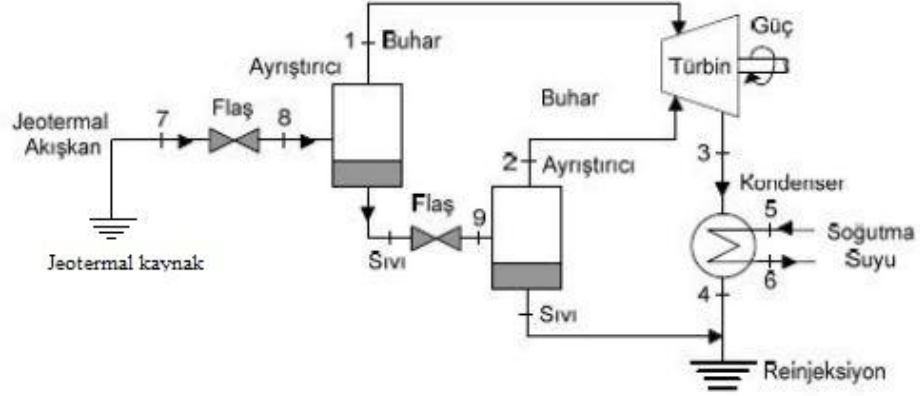 1
Buhar
Güç
Ayrıştırıcı
Türbin
Flaş
Buhar
7
8
Jeotermal
Akışkan
2
Ayrıştırıcı
3
Flaş
9
Kondenser
5
Soğutma
Suyu
Jeotermal kaynak
Sıvı
6
4
Sıvı
Reinjeksiyon